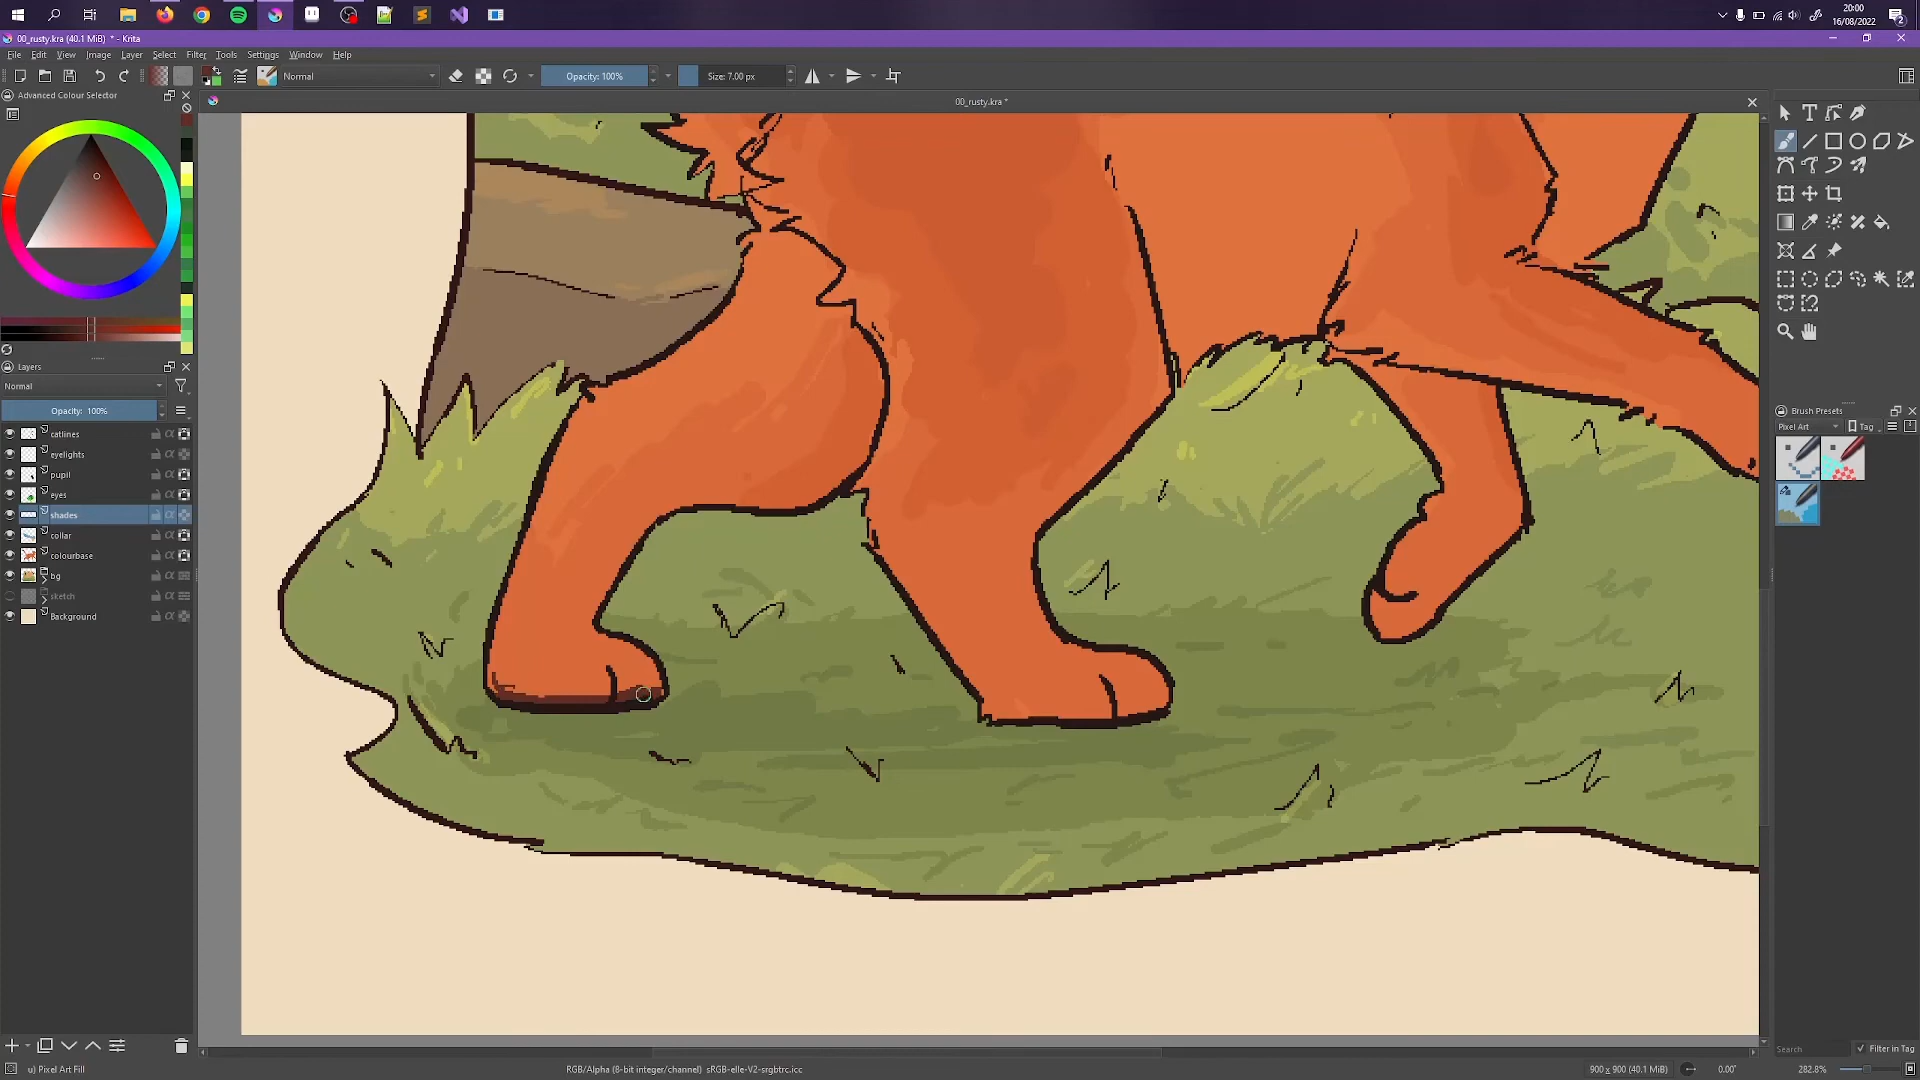 20:00
16/08/2022
00_rusty.kra (40.1 MiB) * - Krita
File Edit View Image Layer Select Filter Tools Settings Window Help
Normal
Opacity: 100%
Size: 7.00 px
Advanced Colour Selector
00_rusty.kra *
Layers
Normal
Opacity: 100%
catlines
eyelights
pupil
eyes
shades
collar
colourbase
bg
sketch
Background
Brush Presets
Pixel Art
Tag
Search
Filter in Tag
u) Pixel Art Fill
RGB/Alpha (8-bit integer/channel) sRGB-elle-V2-srgbtrc.icc
900 x 900 (40.1 MiB)
0.00°
282.8%